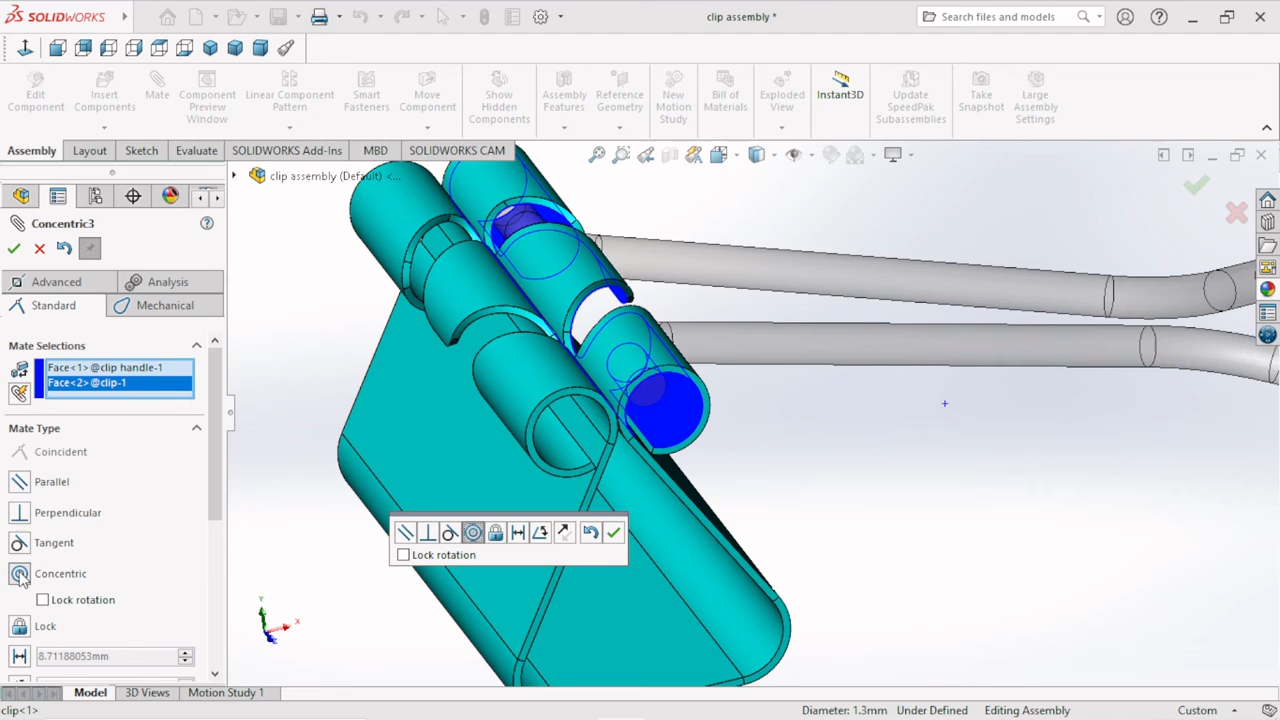 SOLIDWORKS
clip assembly *
Search files and models
Edit Component
Insert Components
Mate
Component Preview Window
Linear Component Pattern
Smart Fasteners
Move Component
Show Hidden Components
Assembly Features
Reference Geometry
New Motion Study
Bill of Materials
Exploded View
Instant3D
Update SpeedPak Subassemblies
Take Snapshot
Large Assembly Settings
Assembly
Layout
Sketch
Evaluate
SOLIDWORKS Add-Ins
MBD
SOLIDWORKS CAM
clip assembly (Default) <...
Concentric3
Advanced
Analysis
Standard
Mechanical
Mate Selections
Face<1>@clip handle-1
Face<2>@clip-1
Mate Type
Coincident
Parallel
Perpendicular
Tangent
Concentric
Lock rotation
Lock
8.71188053mm
Lock rotation
Y
X
Z
Model
3D Views
Motion Study 1
clip<1>
Diameter: 1.3mm
Under Defined
Editing Assembly
Custom